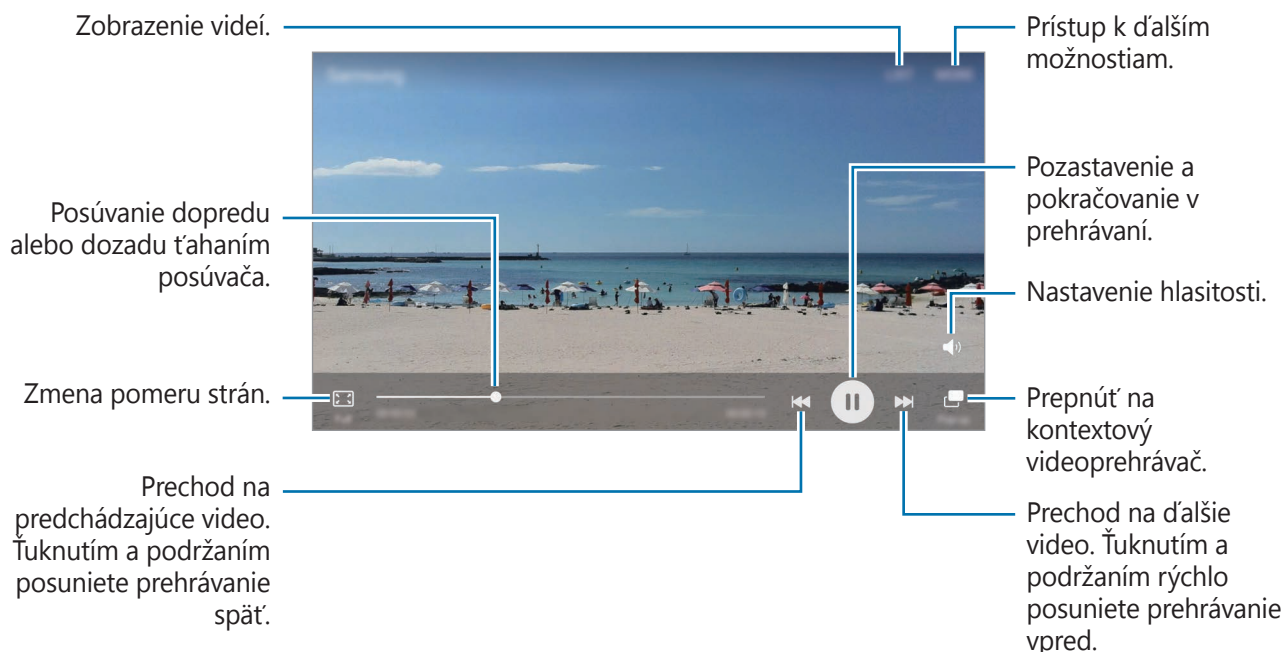 Zobrazenie videí.
Prístup k ďalším
možnostiam.
Posúvanie dopredu
alebo dozadu ťahaním
posúvača.
Pozastavenie a
pokračovanie v
prehrávaní.
Nastavenie hlasitosti.
Zmena pomeru strán.
Prepnúť na
kontextový
videoprehrávač.
Prechod na
predchádzajúce video.
Ťuknutím a podržaním
posuniete prehrávanie
späť.
Prechod na ďalšie
video. Ťuknutím a
podržaním rýchlo
posuniete prehrávanie
vpred.